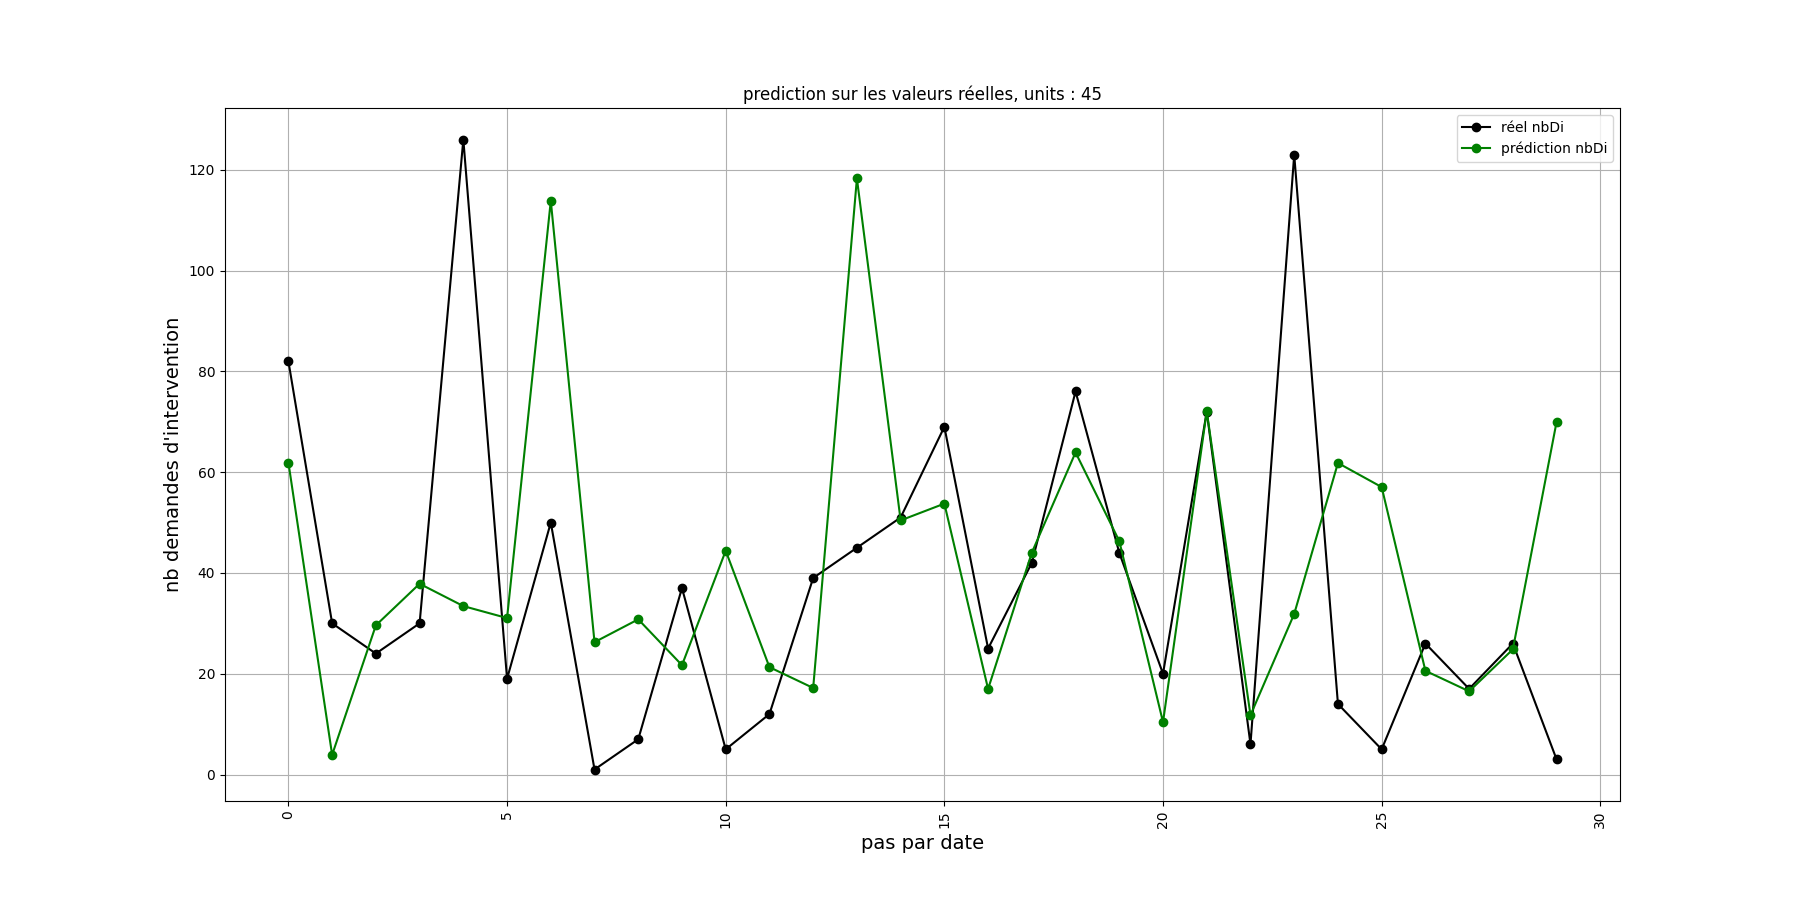 prediction sur les valeurs réelles, units : 45
réel nbDi
prédiction nbDi
nb demandes d'intervention
120
100
80
60
40
20
0
0
5
10
15
20
25
30
pas par date